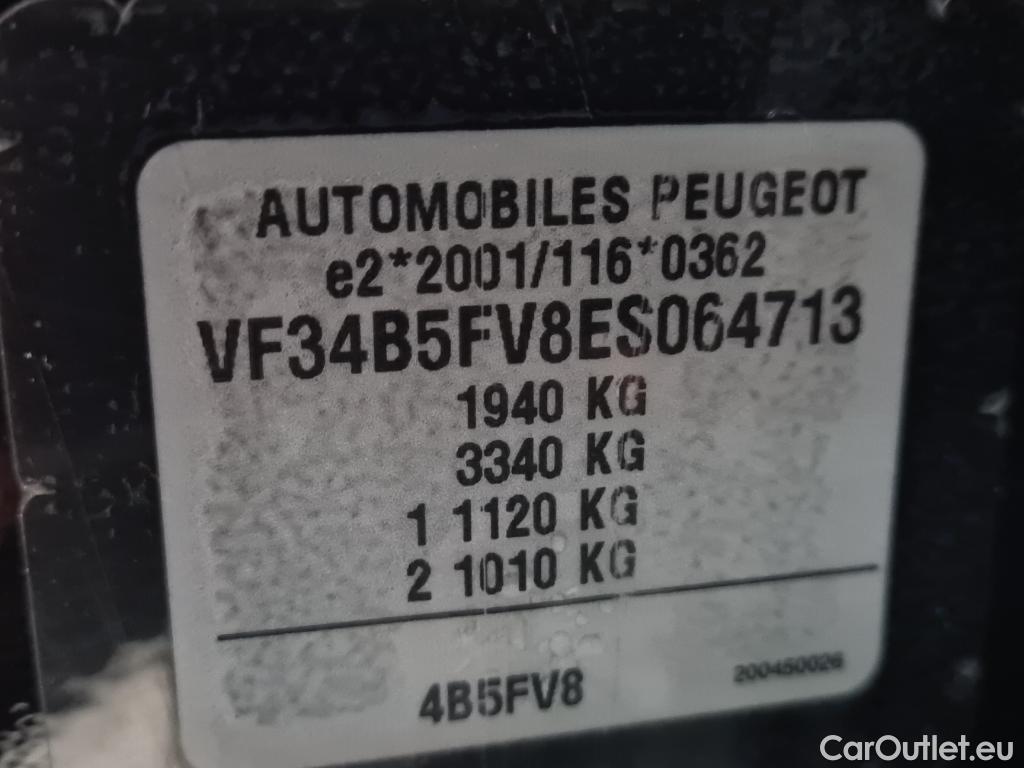 AUTOMOBILES PEUGEOT
e2*2001/116*0362
VF34B5FV8ES064713
1940 KG
3340 KG
1 1120 KG
2 1010 KG
4B5FV8
200450026
CarOutlet.eu